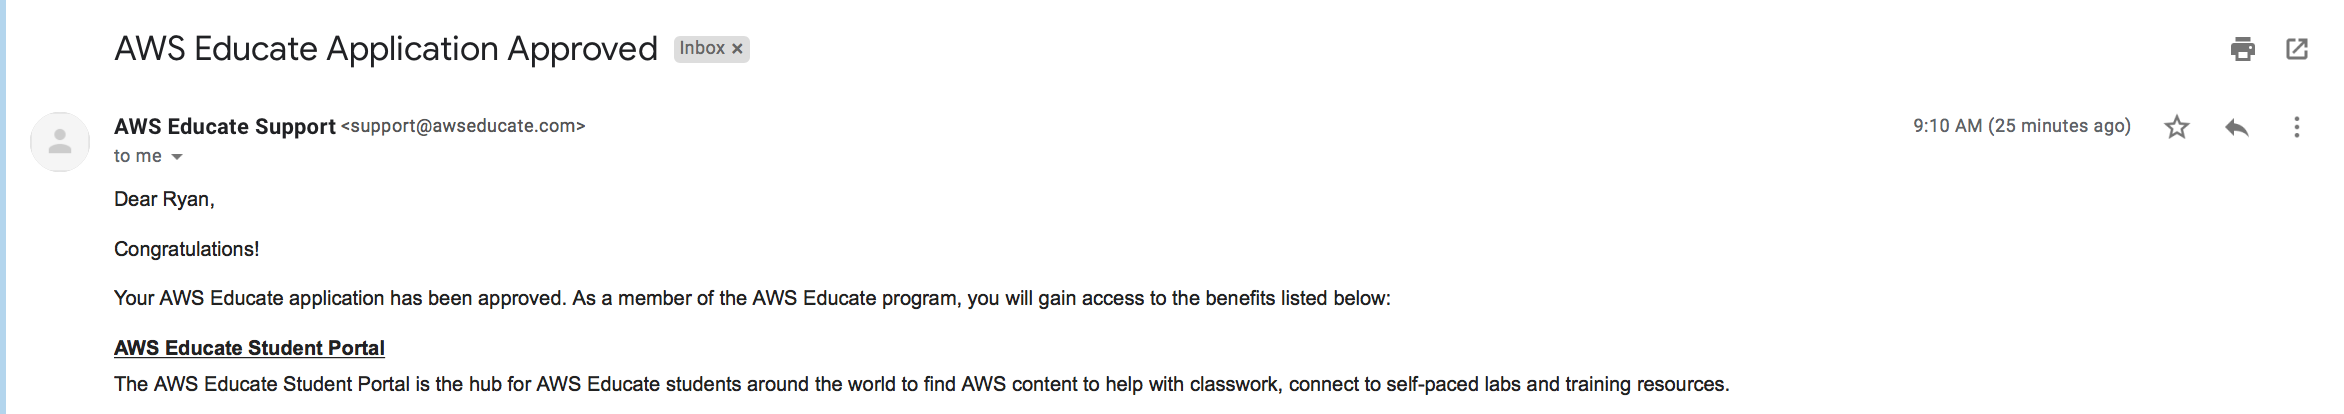 AWS Educate Application Approved Inbox ×
AWS Educate Support <support@awseducate.com> 9:10 AM (25 minutes ago)
to me
Dear Ryan,
Congratulations!
Your AWS Educate application has been approved. As a member of the AWS Educate program, you will gain access to the benefits listed below:
AWS Educate Student Portal
The AWS Educate Student Portal is the hub for AWS Educate students around the world to find AWS content to help with classwork, connect to self-paced labs and training resources.